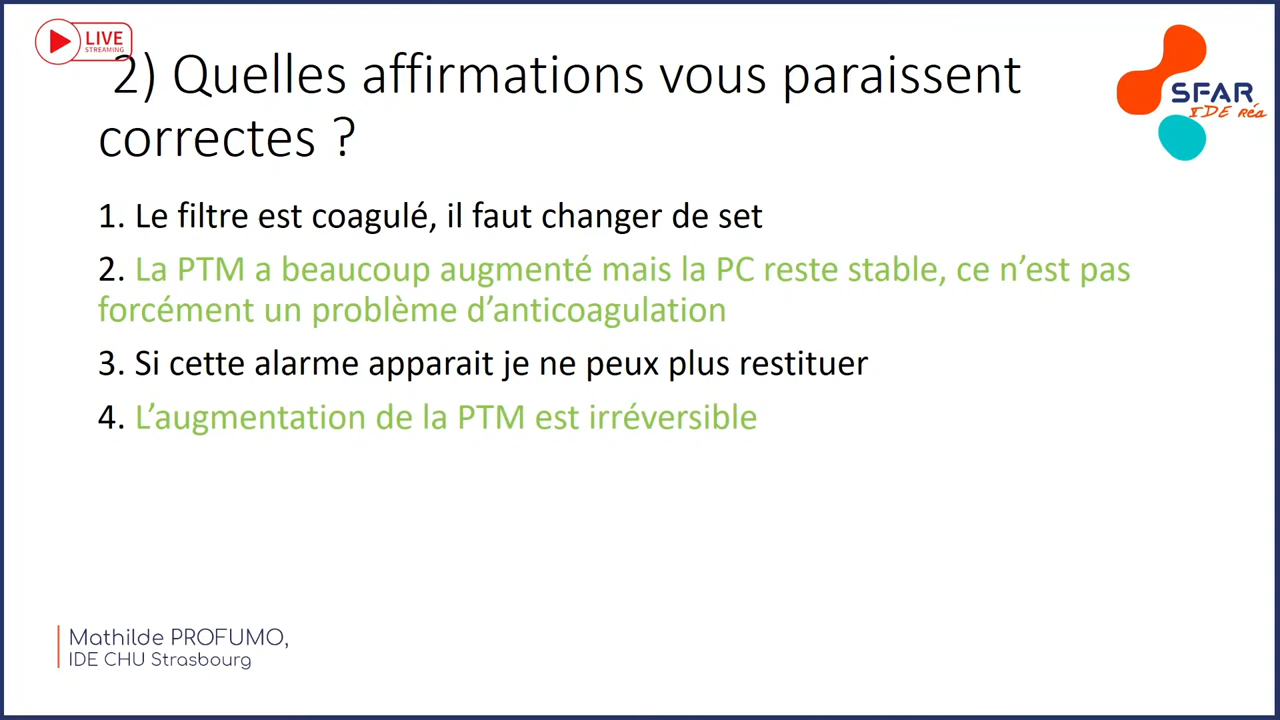 LIVE
STREAMING
2) Quelles affirmations vous paraissent
correctes ?
SFAR
IDE Réa
1. Le filtre est coagulé, il faut changer de set
2. La PTM a beaucoup augmenté mais la PC reste stable, ce n’est pas
forcément un problème d’anticoagulation
3. Si cette alarme apparait je ne peux plus restituer
4. L’augmentation de la PTM est irréversible
Mathilde PROFUMO,
IDE CHU Strasbourg